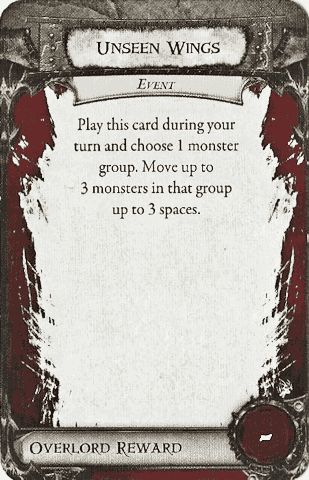 UNSEEN WINGS
EVENT
Play this card during your
turn and choose 1 monster
group. Move up to
3 monsters in that group
up to 3 spaces.
-
OVERLORD REWARD